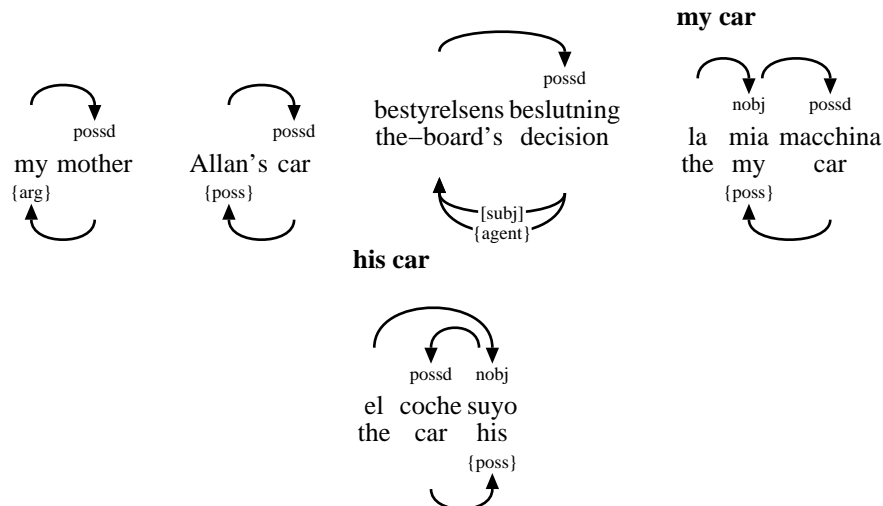 possd
my mother
{arg}
possd
Allan's car
{poss}
possd
bestyrelsens beslutning
the–board's decision
[subj]
{agent}
my car
nobj possd
la mia macchina
the my car
{poss}
his car
possd nobj
el coche suyo
the car his
{poss}